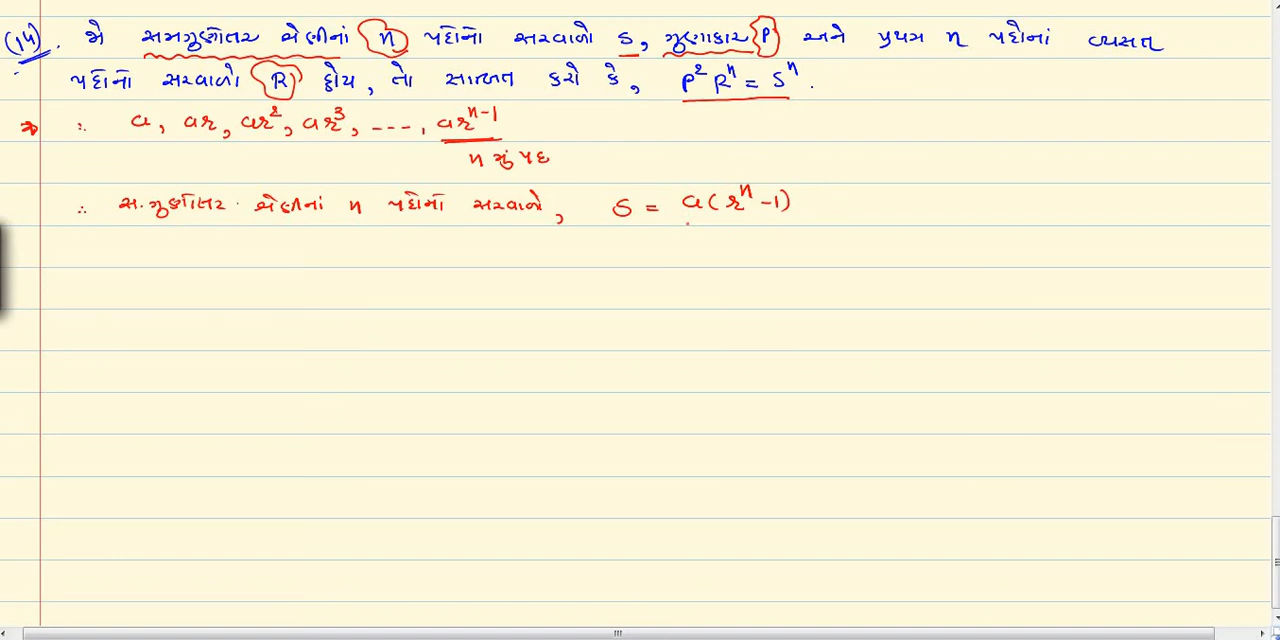 (14). જો સમગુણોત્તર શ્રેણીનાં n પદોનો સરવાળો S, ગુણાકાર P અને પ્રથમ n પદોનાં વ્યસ્ત
પદોનો સરવાળો R હોય, તો સાબિત કરો કે, P² Rⁿ = Sⁿ.
⇒ ∴ a, ar, ar², ar³, ---, arⁿ⁻¹
n મું પદ
∴ સ.ગુણોત્તર શ્રેણીનાં n પદોનો સરવાળો, S = a(rⁿ-1)